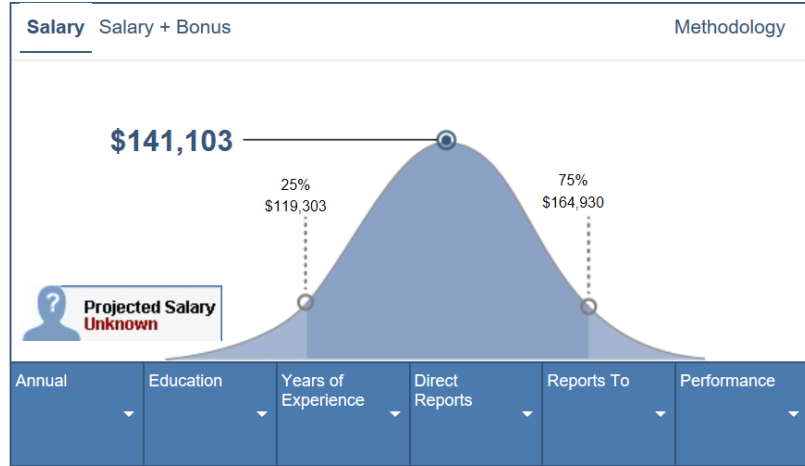 Salary Salary + Bonus Methodology
$141,103
25%
$119,303
75%
$164,930
?
Projected Salary
Unknown
Annual
Education
Years of
Experience
Direct
Reports
Reports To
Performance